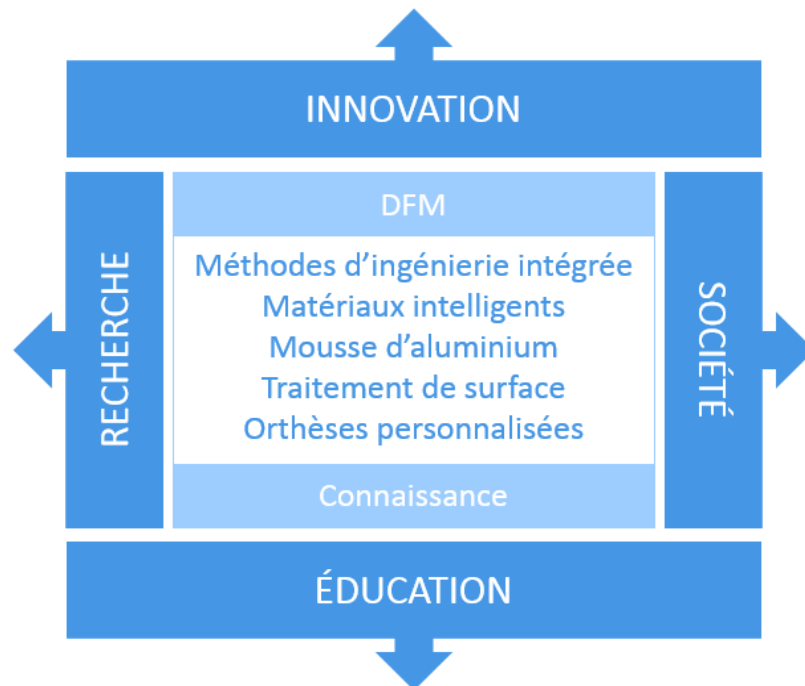 INNOVATION
RECHERCHE
DFM
Méthodes d’ingénierie intégrée
Matériaux intelligents
Mousse d’aluminium
Traitement de surface
Orthèses personnalisées
Connaissance
SOCIÉTÉ
ÉDUCATION